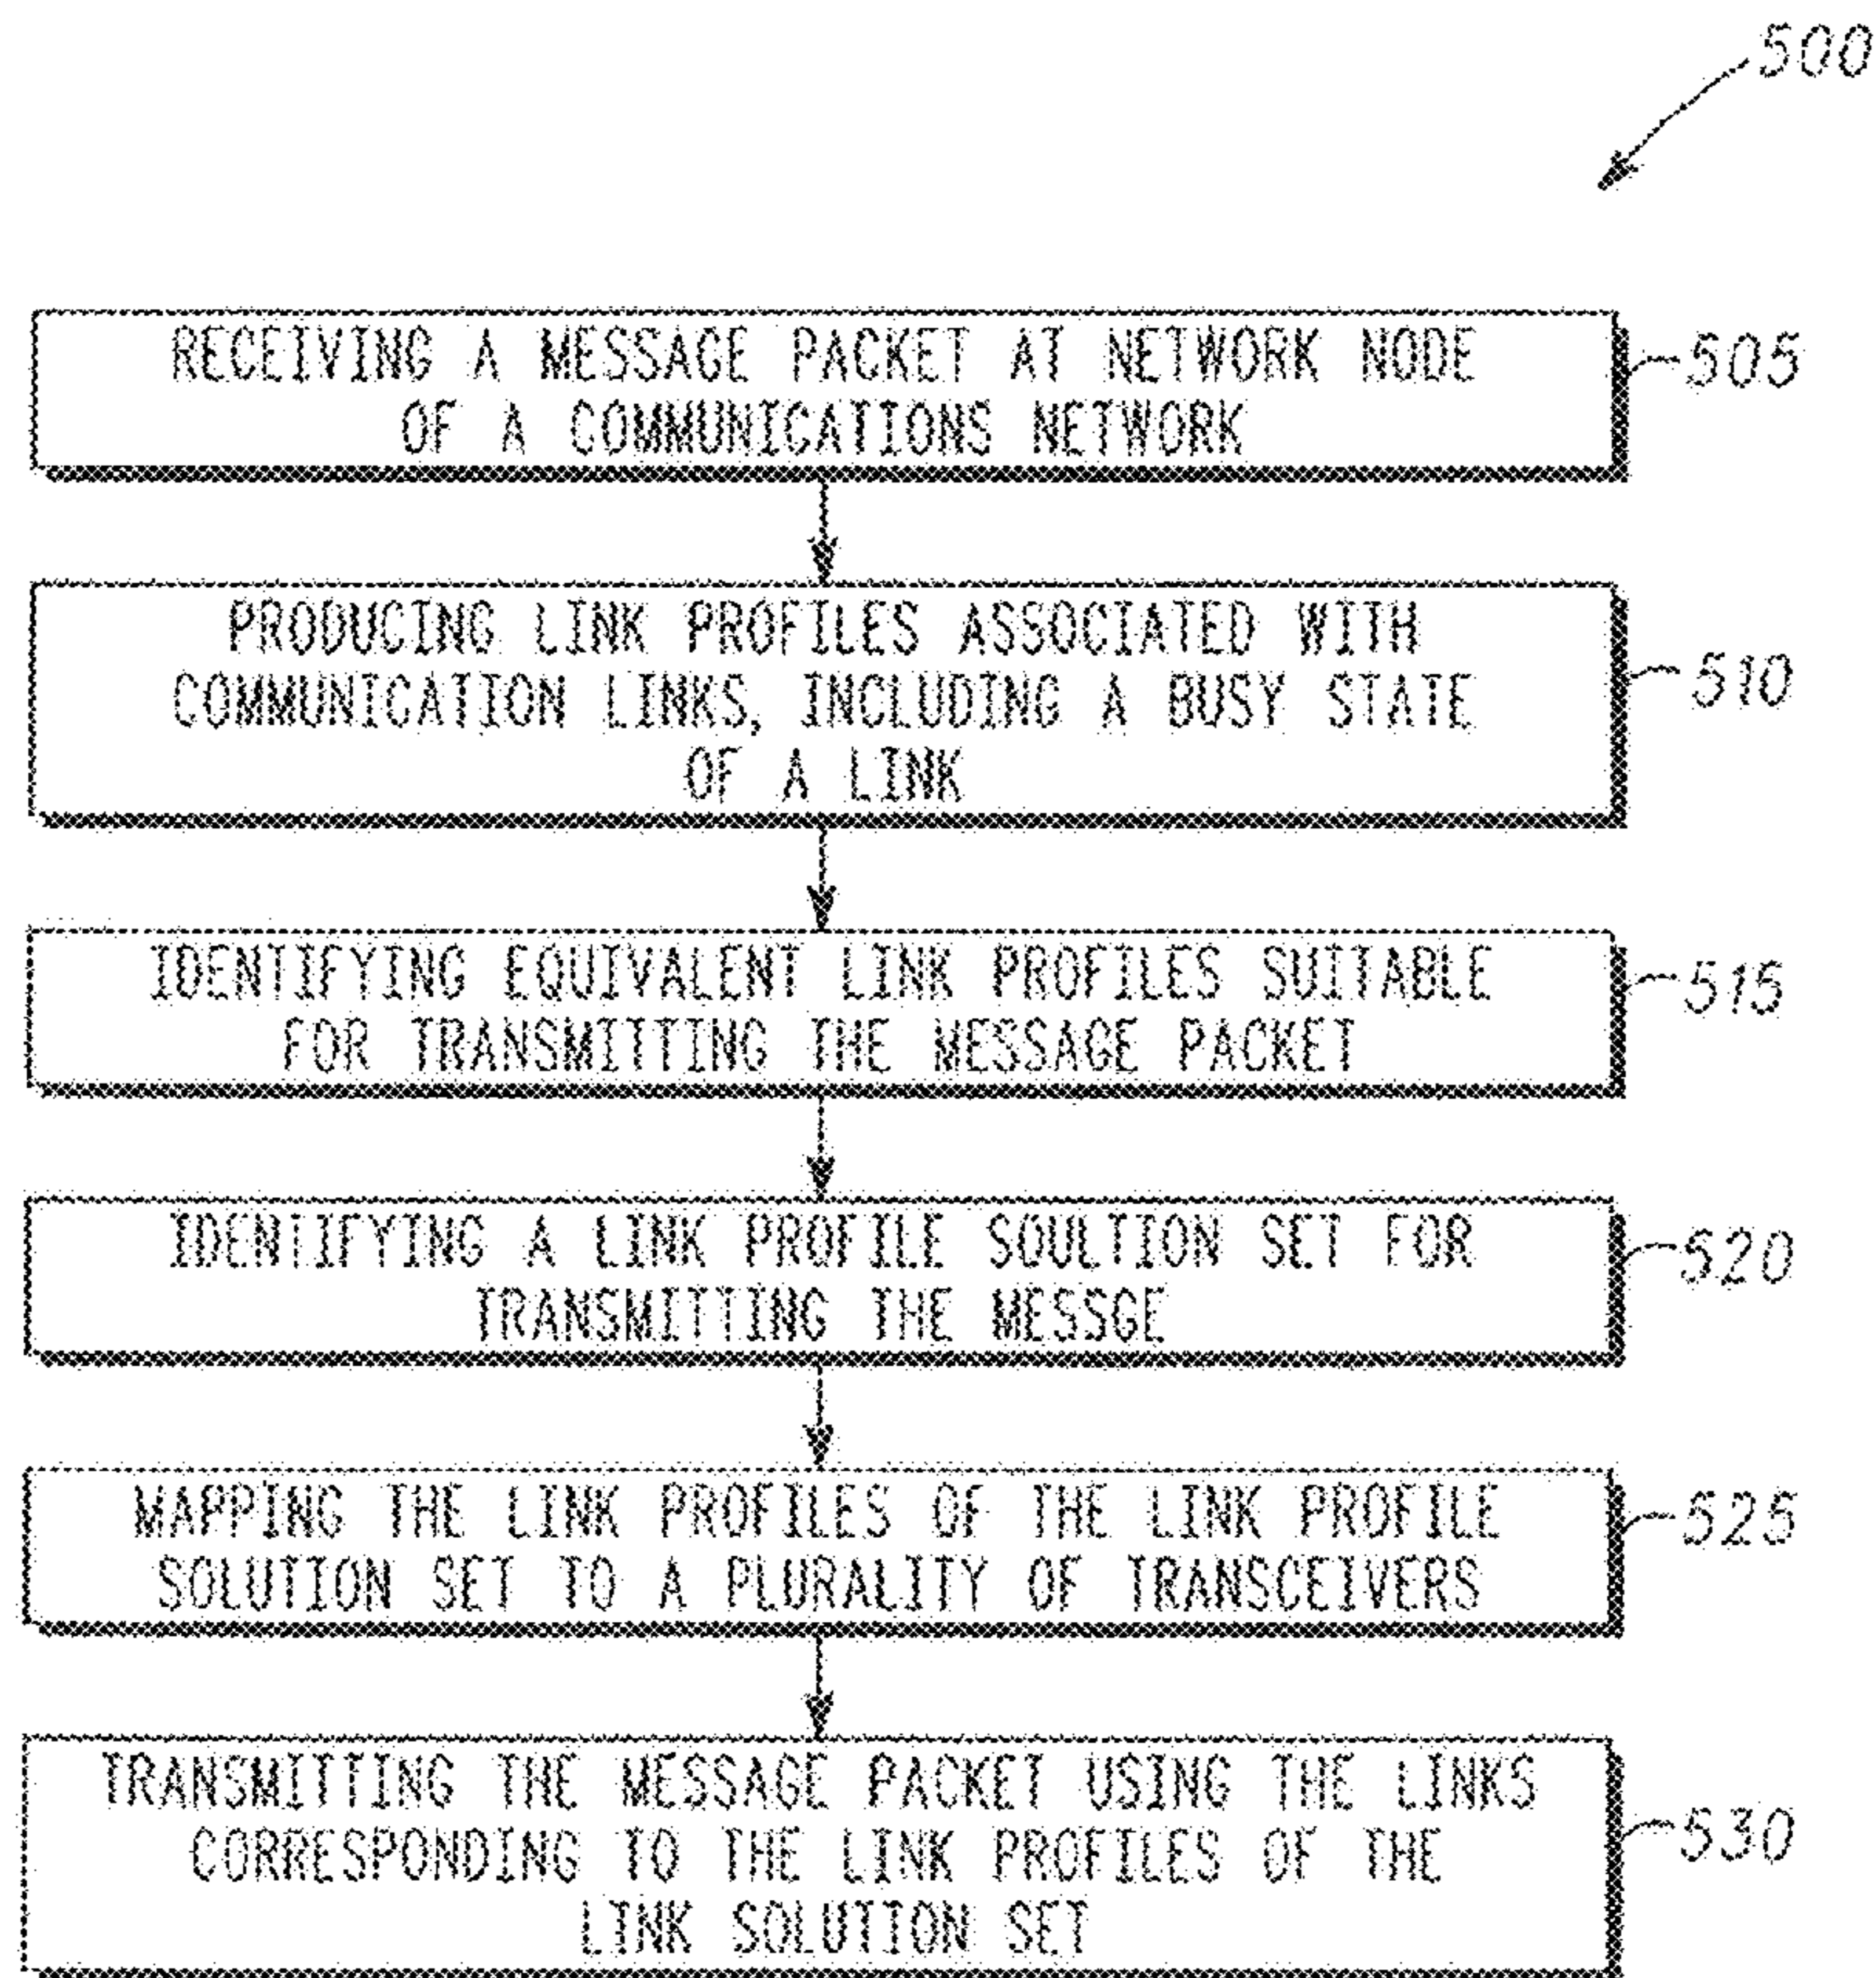 500
RECEIVING A MESSAGE PACKET AT NETWORK NODE
OF A COMMUNICATIONS NETWORK
505
PRODUCING LINK PROFILES ASSOCIATED WITH
COMMUNICATION LINKS, INCLUDING A BUSY STATE
OF A LINK
510
IDENTIFYING EQUIVALENT LINK PROFILES SUITABLE
FOR TRANSMITTING THE MESSAGE PACKET
515
IDENTIFYING A LINK PROFILE SOULTION SET FOR
TRANSMITTING THE MESSGE
520
MAPPING THE LINK PROFILES OF THE LINK PROFILE
SOLUTION SET TO A PLURALITY OF TRANSCEIVERS
525
TRANSMITTING THE MESSAGE PACKET USING THE LINKS
CORRESPONDING TO THE LINK PROFILES OF THE
LINK SOLUTION SET
530